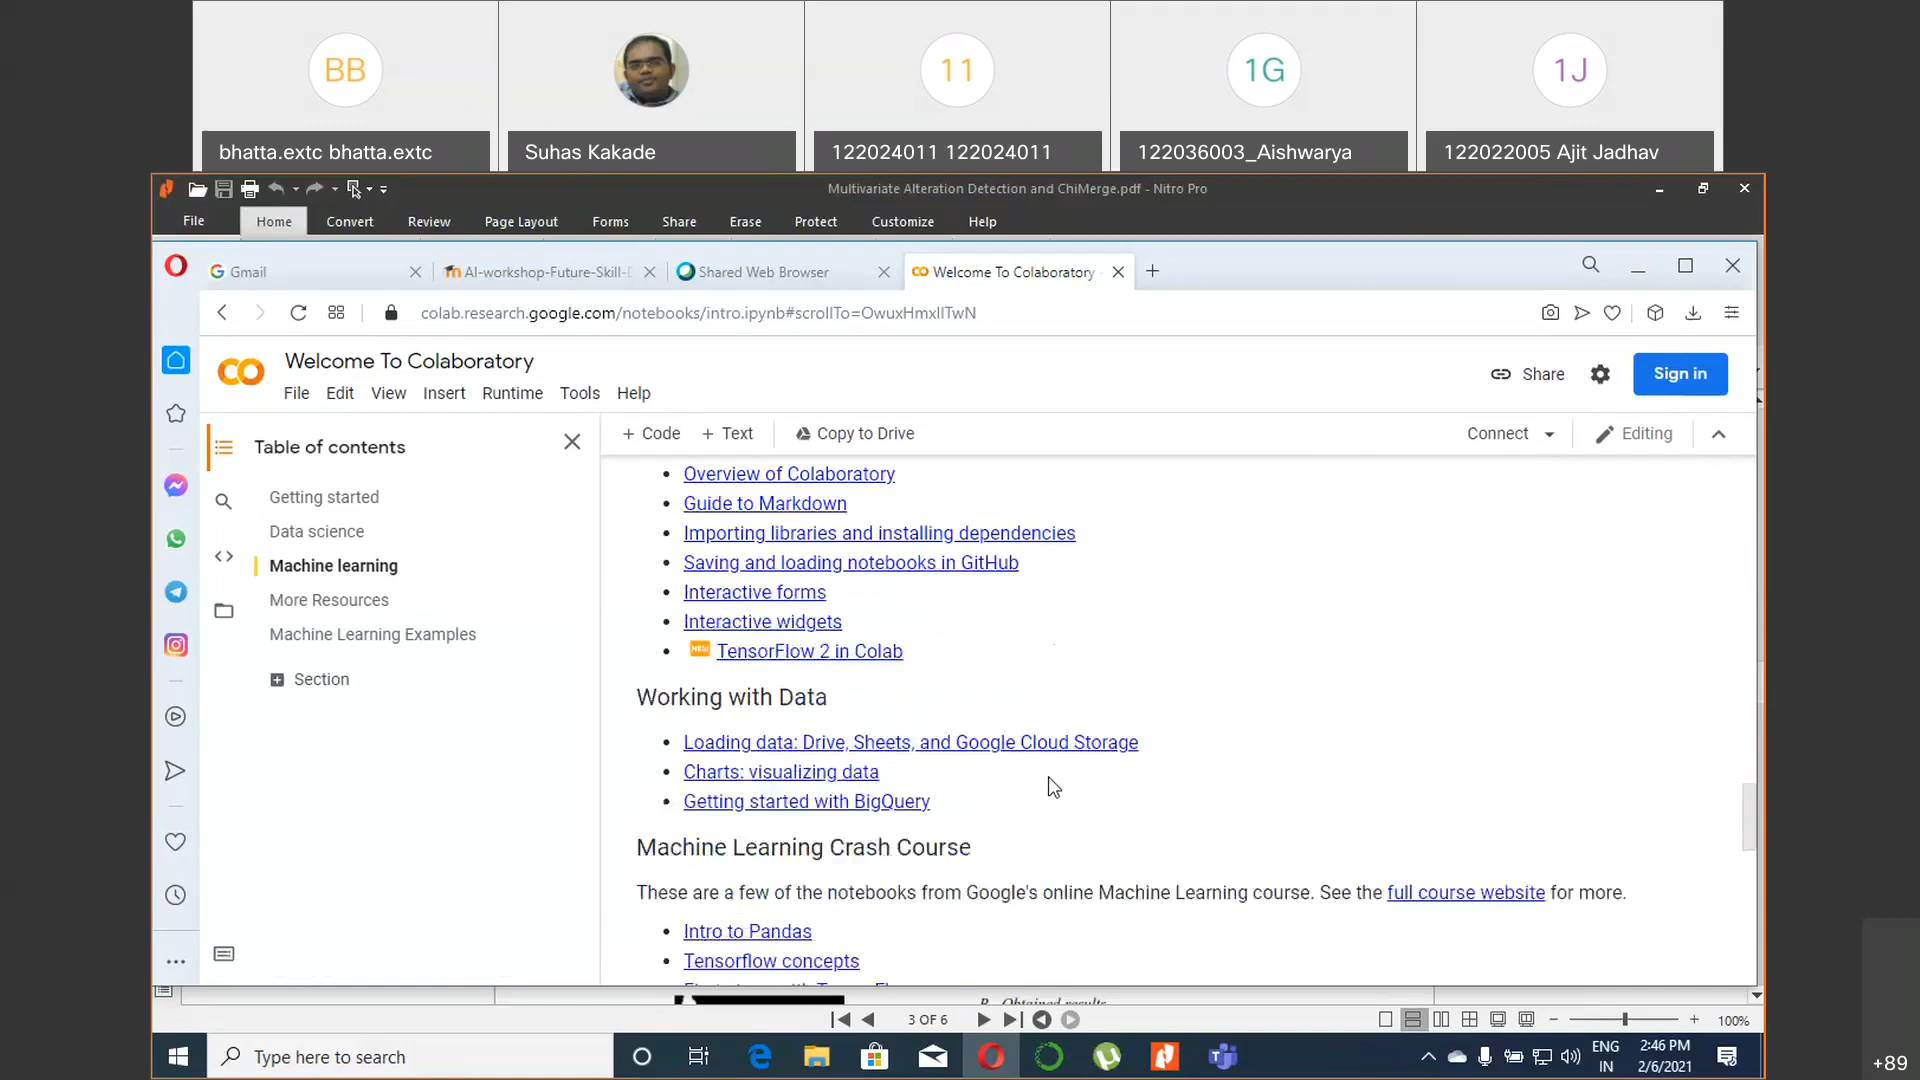 BB
11
1G
1J
bhatta.extc bhatta.extc
Suhas Kakade
122024011 122024011
122036003_Aishwarya
122022005 Ajit Jadhav
Multivariate Alteration Detection and ChiMerge.pdf - Nitro Pro
File Home Convert Review Page Layout Forms Share Erase Protect Customize Help
Gmail
AI-workshop-Future-Skill-
Shared Web Browser
Welcome To Colaboratory
colab.research.google.com/notebooks/intro.ipynb#scrollTo=OwuxHmxllTwN
Welcome To Colaboratory
Share
Sign in
File Edit View Insert Runtime Tools Help
Table of contents
+ Code + Text Copy to Drive
Connect
Editing
Getting started
Data science
Machine learning
More Resources
Machine Learning Examples
Section
Overview of Colaboratory
Guide to Markdown
Importing libraries and installing dependencies
Saving and loading notebooks in GitHub
Interactive forms
Interactive widgets
NEW TensorFlow 2 in Colab
Working with Data
Loading data: Drive, Sheets, and Google Cloud Storage
Charts: visualizing data
Getting started with BigQuery
Machine Learning Crash Course
These are a few of the notebooks from Google's online Machine Learning course. See the full course website for more.
Intro to Pandas
Tensorflow concepts
B. Obtained results
3 OF 6
100%
Type here to search
ENG
IN
2:46 PM
2/6/2021
+89